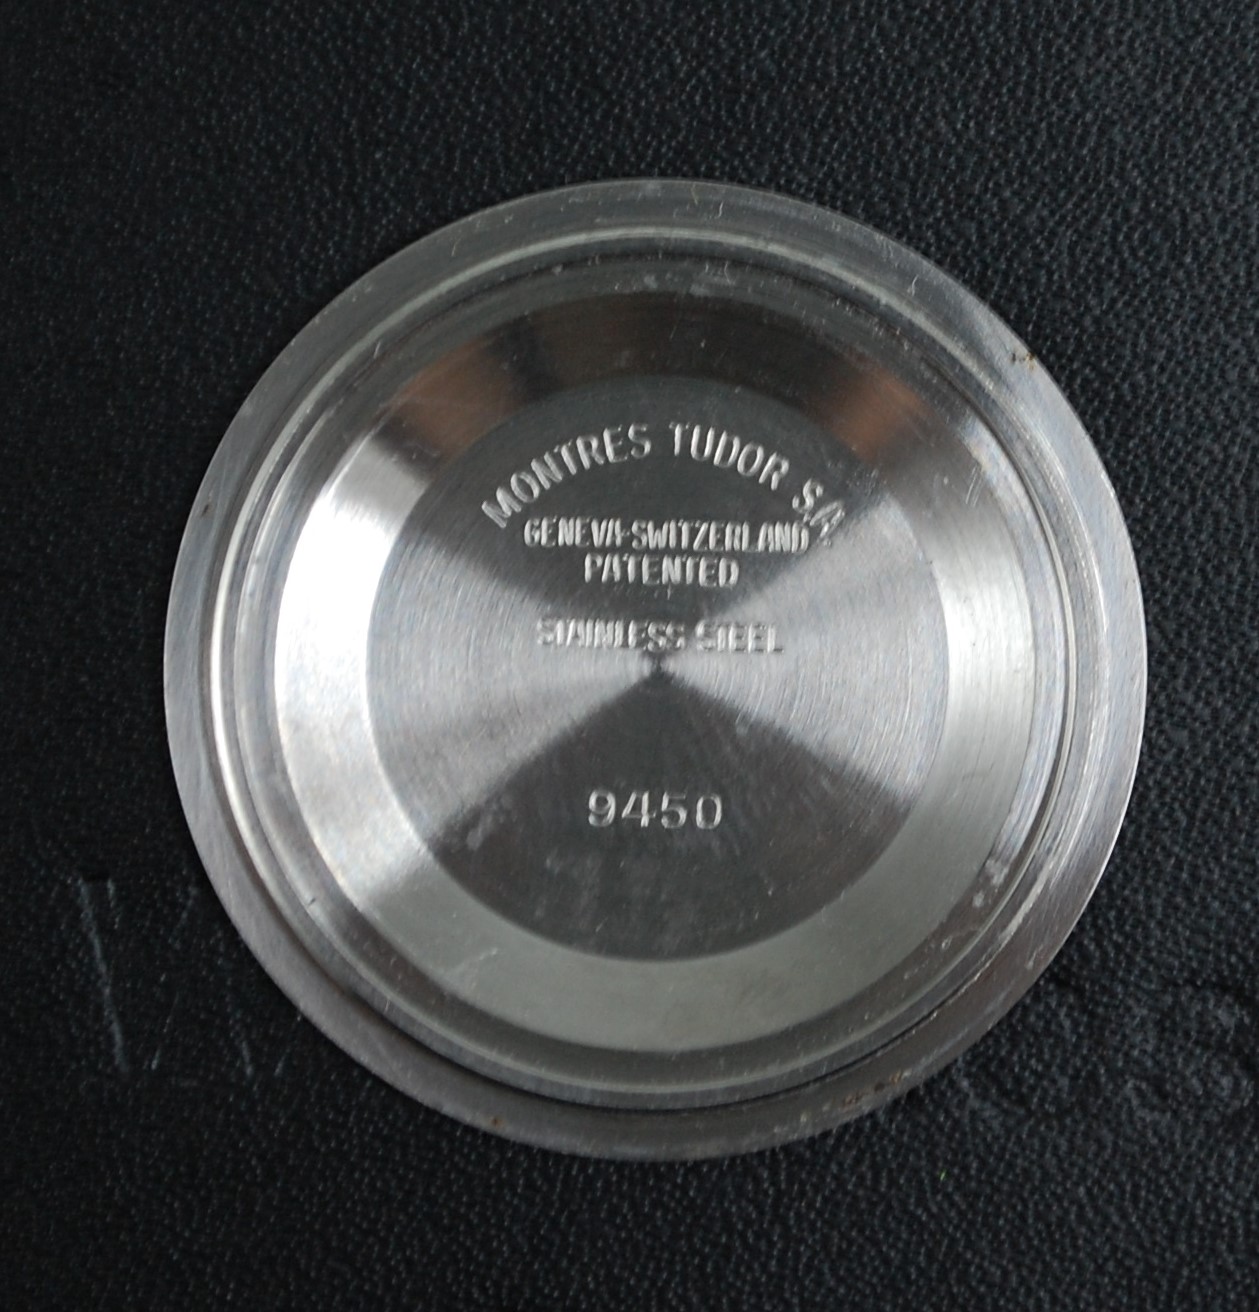 MONTRES TUDOR S/A
GENEVA-SWITZERLAND
PATENTED
STAINLESS STEEL
9450